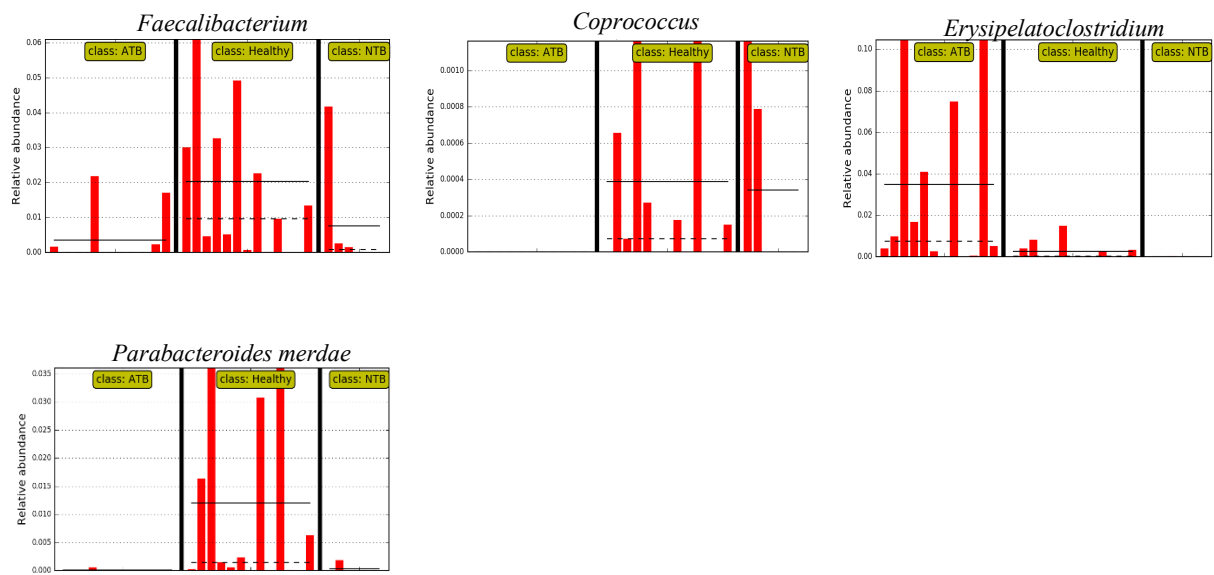 Faecalibacterium
Relative abundance
0.06
0.05
0.04
0.03
0.02
0.01
0.00
class: ATB
class: Healthy
class: NTB
Coprococcus
Relative abundance
0.0010
0.0008
0.0006
0.0004
0.0002
0.0000
class: ATB
class: Healthy
class: NTB
Erysipelatoclostridium
Relative abundance
0.10
0.08
0.06
0.04
0.02
0.00
class: ATB
class: Healthy
class: NTB
Parabacteroides merdae
Relative abundance
0.035
0.030
0.025
0.020
0.015
0.010
0.005
0.000
class: ATB
class: Healthy
class: NTB